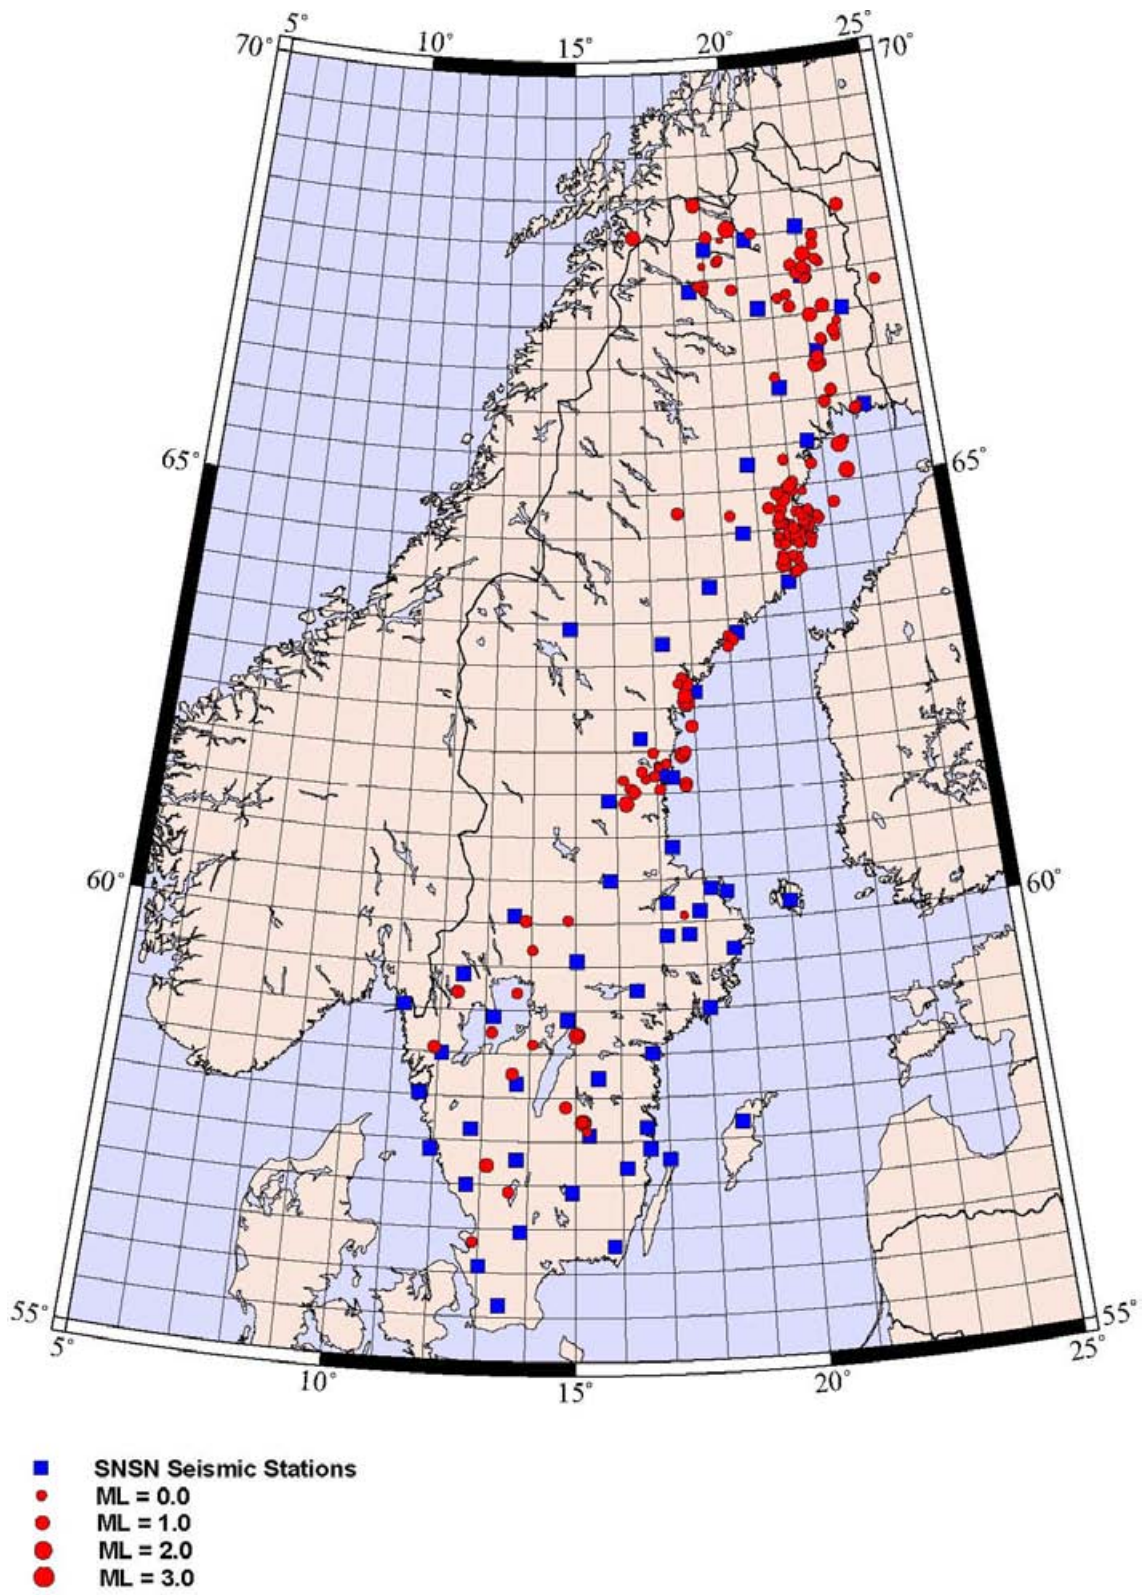 5° 10° 15° 20° 25°
70° 70°
65° 65°
60° 60°
55° 55°
5° 10° 15° 20° 25°
SNSN Seismic Stations
ML = 0.0
ML = 1.0
ML = 2.0
ML = 3.0